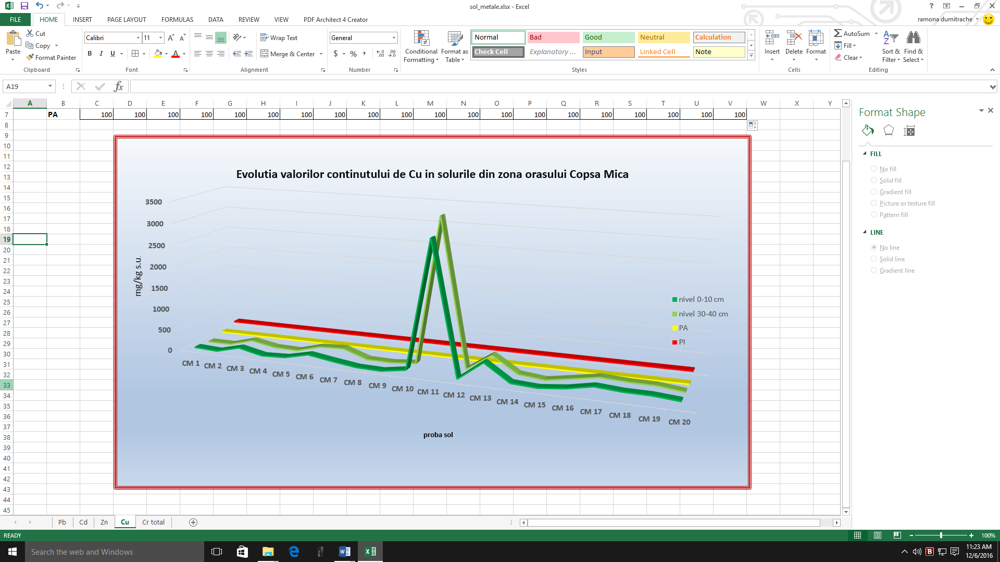 sol_metale.xlsx - Excel
FILE HOME INSERT PAGE LAYOUT FORMULAS DATA REVIEW VIEW PDF Architect 4 Creator
ramona dumitrache
Paste
Cut
Copy
Format Painter
Clipboard
Calibri 11
B I U
Font
Wrap Text
Merge & Center
Alignment
General
$ % ,
Number
Conditional Formatting
Format as Table
Normal Bad Good Neutral Calculation
Check Cell Explanatory ... Input Linked Cell Note
Styles
Insert Delete Format
Cells
AutoSum
Fill
Clear
Sort & Filter
Find & Select
Editing
A19
fx
A B C D E F G H I J K L M N O P Q R S T U V W X Y
7 PA 100 100 100 100 100 100 100 100 100 100 100 100 100 100 100 100 100 100 100 100
8
9
10
11
12
13
14
15
16
17
18
19
20
21
22
23
24
25
26
27
28
29
30
31
32
33
34
35
36
37
38
39
40
41
42
43
44
45
Evolutia valorilor continutului de Cu in solurile din zona orasului Copsa Mica
3500
3000
2500
2000
1500
1000
500
0
mg/kg s.u.
CM 1 CM 2 CM 3 CM 4 CM 5 CM 6 CM 7 CM 8 CM 9 CM 10 CM 11 CM 12 CM 13 CM 14 CM 15 CM 16 CM 17 CM 18 CM 19 CM 20
proba sol
nivel 0-10 cm
nivel 30-40 cm
PA
PI
Format Shape
FILL
No fill
Solid fill
Gradient fill
Picture or texture fill
Pattern fill
LINE
No line
Solid line
Gradient line
Pb Cd Zn Cu Cr total
READY
100%
Search the web and Windows
11:23 AM
12/6/2016